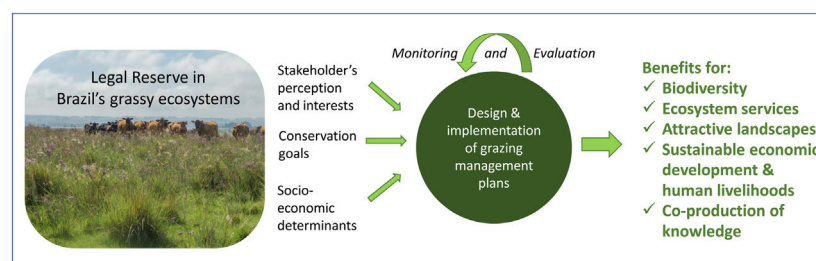 Legal Reserve in
Brazil's grassy ecosystems
Stakeholder's
perception
and interests
Conservation
goals
Socio-
economic
determinants
Monitoring and Evaluation
Design &
implementation
of grazing
management
plans
Benefits for:
✓ Biodiversity
✓ Ecosystem services
✓ Attractive landscapes
✓ Sustainable economic
development &
human livelihoods
✓ Co-production of
knowledge